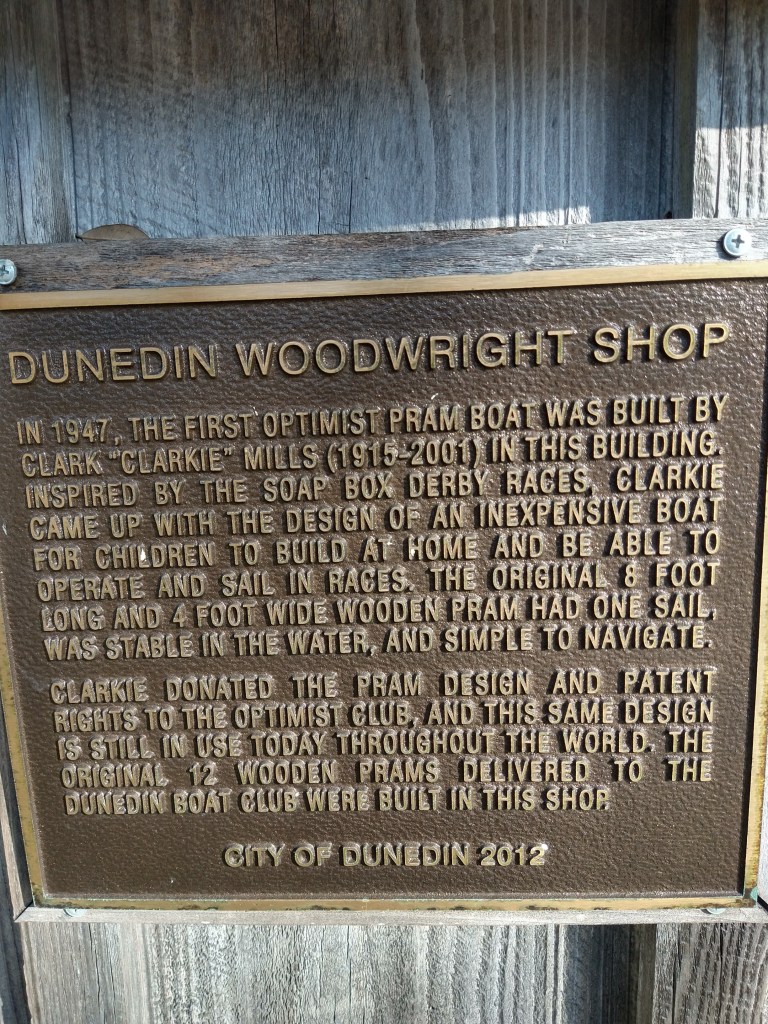 DUNEDIN WOODWRIGHT SHOP
IN 1947, THE FIRST OPTIMIST PRAM BOAT WAS BUILT BY
CLARK "CLARKIE" MILLS (1915-2001) IN THIS BUILDING.
INSPIRED BY THE SOAP BOX DERBY RACES, CLARKIE
CAME UP WITH THE DESIGN OF AN INEXPENSIVE BOAT
FOR CHILDREN TO BUILD AT HOME AND BE ABLE TO
OPERATE AND SAIL IN RACES. THE ORIGINAL 8 FOOT
LONG AND 4 FOOT WIDE WOODEN PRAM HAD ONE SAIL,
WAS STABLE IN THE WATER, AND SIMPLE TO NAVIGATE.
CLARKIE DONATED THE PRAM DESIGN AND PATENT
RIGHTS TO THE OPTIMIST CLUB, AND THIS SAME DESIGN
IS STILL IN USE TODAY THROUGHOUT THE WORLD. THE
ORIGINAL 12 WOODEN PRAMS DELIVERED TO THE
DUNEDIN BOAT CLUB WERE BUILT IN THIS SHOP.
CITY OF DUNEDIN 2012